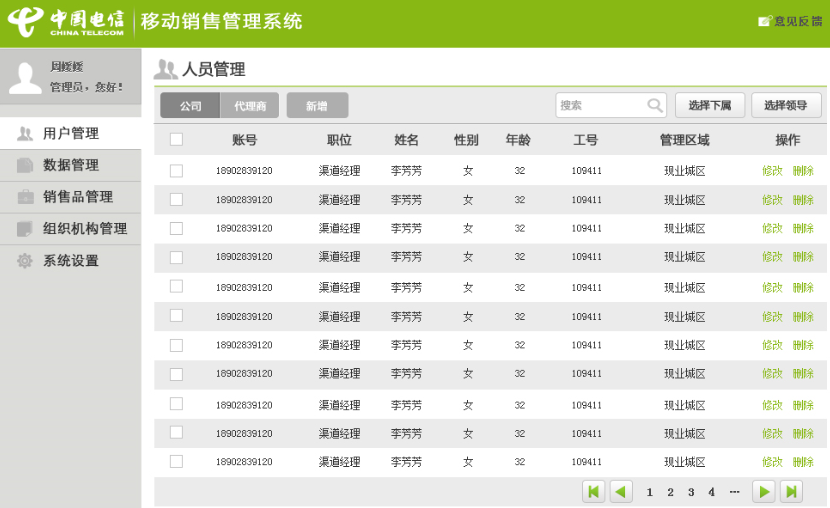 中国电信 移动销售管理系统 意见反馈
CHINA TELECOM
周媛媛
管理员，您好！
人员管理
公司 代理商 新增 搜索 选择下属 选择领导
用户管理
数据管理
销售品管理
组织机构管理
系统设置
账号 职位 姓名 性别 年龄 工号 管理区域 操作
18902839120 渠道经理 李芳芳 女 32 109411 现业城区 修改 删除
18902839120 渠道经理 李芳芳 女 32 109411 现业城区 修改 删除
18902839120 渠道经理 李芳芳 女 32 109411 现业城区 修改 删除
18902839120 渠道经理 李芳芳 女 32 109411 现业城区 修改 删除
18902839120 渠道经理 李芳芳 女 32 109411 现业城区 修改 删除
18902839120 渠道经理 李芳芳 女 32 109411 现业城区 修改 删除
18902839120 渠道经理 李芳芳 女 32 109411 现业城区 修改 删除
18902839120 渠道经理 李芳芳 女 32 109411 现业城区 修改 删除
18902839120 渠道经理 李芳芳 女 32 109411 现业城区 修改 删除
18902839120 渠道经理 李芳芳 女 32 109411 现业城区 修改 删除
18902839120 渠道经理 李芳芳 女 32 109411 现业城区 修改 删除
1 2 3 4 ···